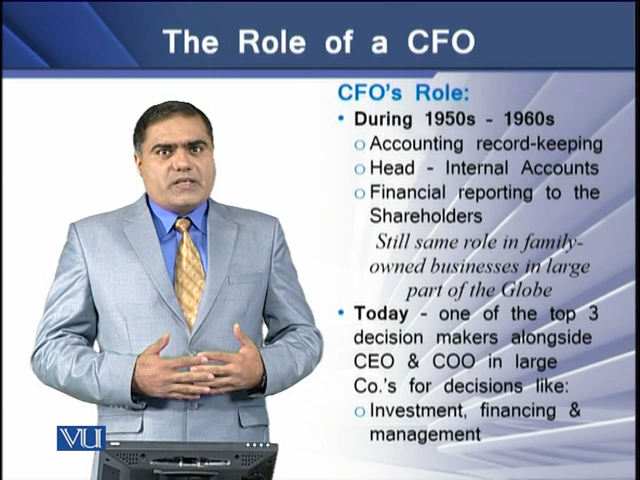 The Role of a CFO
CFO's Role:
• During 1950s - 1960s
o Accounting record-keeping
o Head - Internal Accounts
o Financial reporting to the
Shareholders
Still same role in family-
owned businesses in large
part of the Globe
• Today - one of the top 3
decision makers alongside
CEO & COO in large
Co.'s for decisions like:
o Investment, financing &
management
VU